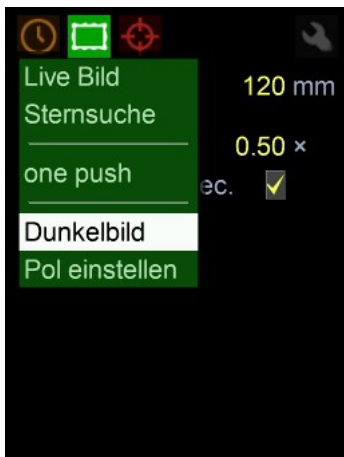 Live Bild
120 mm
Sternsuche
0.50 ×
one push
ec.
Dunkelbild
Pol einstellen